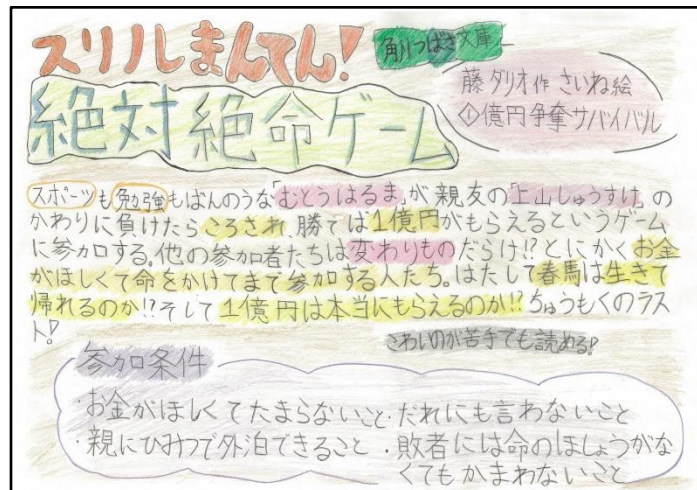 スリルまんてん!
角川つばさ文庫
絶対絶命ゲーム
藤ダリオ作 さいね絵
①億円争奪サバイバル
スポーツも勉強もばんのうな「むとうはるま」が親友の「上山しゅうすけ」の
かわりに負けたらころされ、勝てば1億円がもらえるというゲーム
に参加する。他の参加者たちは変わりものだらけ!?とにかくお金
がほしくて命をかけてまで参加する人たち。はたして春馬は生きて
帰れるのか!?そして1億円は本当にもらえるのか!?ちゅうもくのラス
ト!
こわいのが苦手でも読める!
参加条件
・お金がほしくてたまらないこと
・だれにも言わないこと
・親にひみつで外泊できること
・敗者には命のほしょうがな
くてもかまわないこと